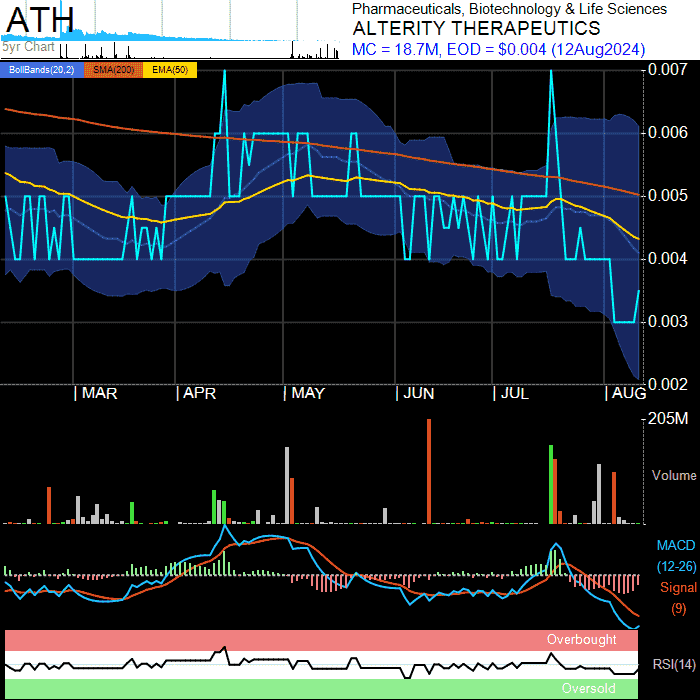 ATH
5yr Chart
Pharmaceuticals, Biotechnology & Life Sciences
ALTERITY THERAPEUTICS
MC = 18.7M, EOD = $0.004 (12Aug2024)
BollBands(20,2) SMA(200) EMA(50)
0.007
0.006
0.005
0.004
0.003
0.002
MAR APR MAY JUN JUL AUG
205M
Volume
MACD
(12-26)
Signal
(9)
Overbought
RSI(14)
Oversold